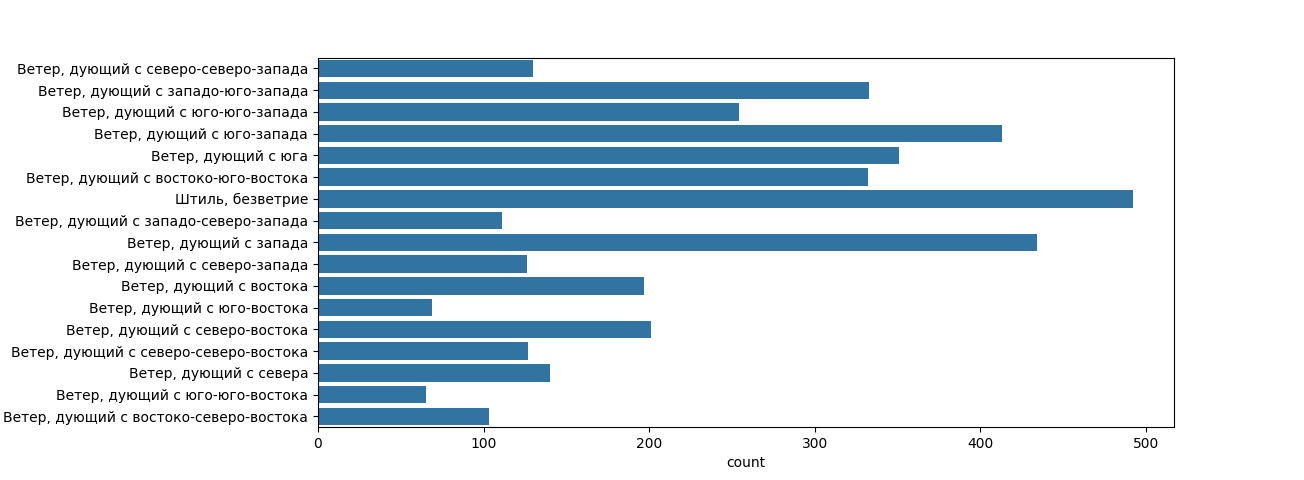 Ветер, дующий с северо-северо-запада
Ветер, дующий с западо-юго-запада
Ветер, дующий с юго-юго-запада
Ветер, дующий с юго-запада
Ветер, дующий с юга
Ветер, дующий с востоко-юго-востока
Штиль, безветрие
Ветер, дующий с западо-северо-запада
Ветер, дующий с запада
Ветер, дующий с северо-запада
Ветер, дующий с востока
Ветер, дующий с юго-востока
Ветер, дующий с северо-востока
Ветер, дующий с северо-северо-востока
Ветер, дующий с севера
Ветер, дующий с юго-юго-востока
Ветер, дующий с востоко-северо-востока
0 100 200 300 400 500
count